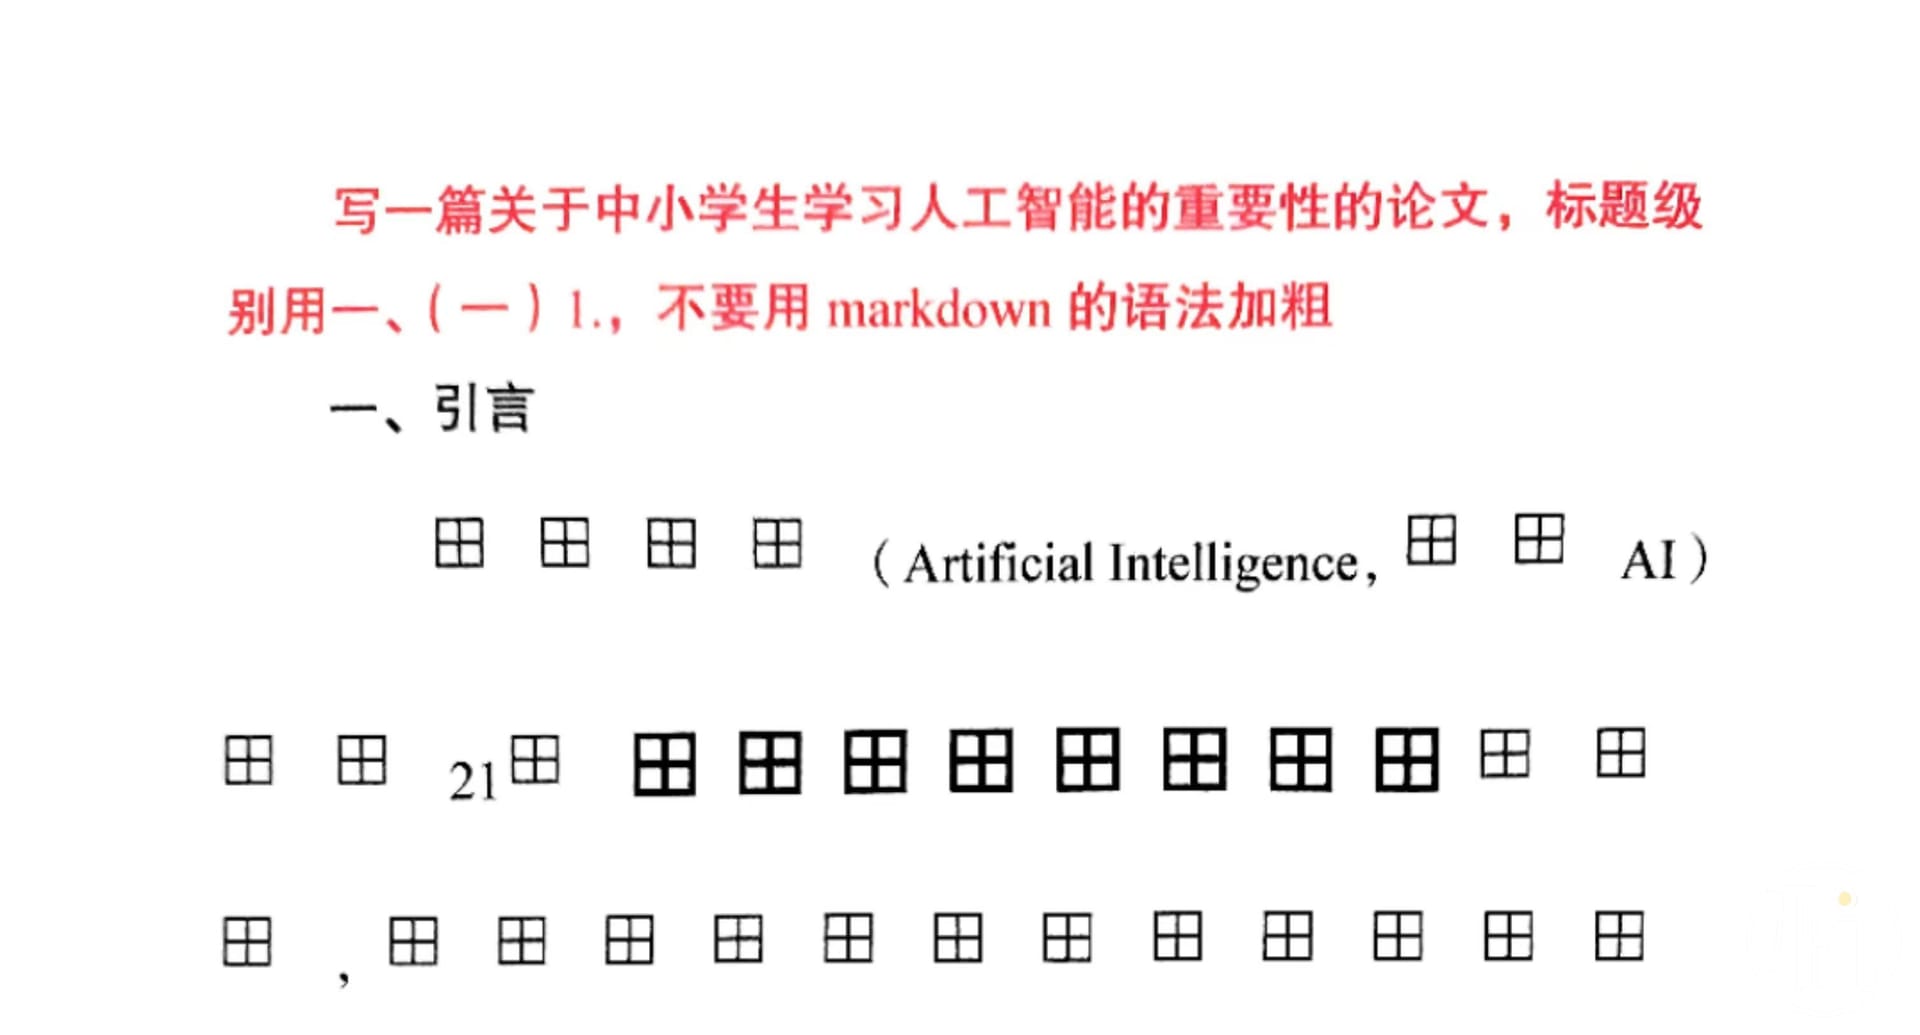 写一篇关于中小学生学习人工智能的重要性的论文，标题级
别用一、(一) 1.，不要用 markdown 的语法加粗
一、引言
田田田田（Artificial Intelligence, 田田 AI）
田田 21田田田田田田田田田田田
田，田田田田田田田田田田田田